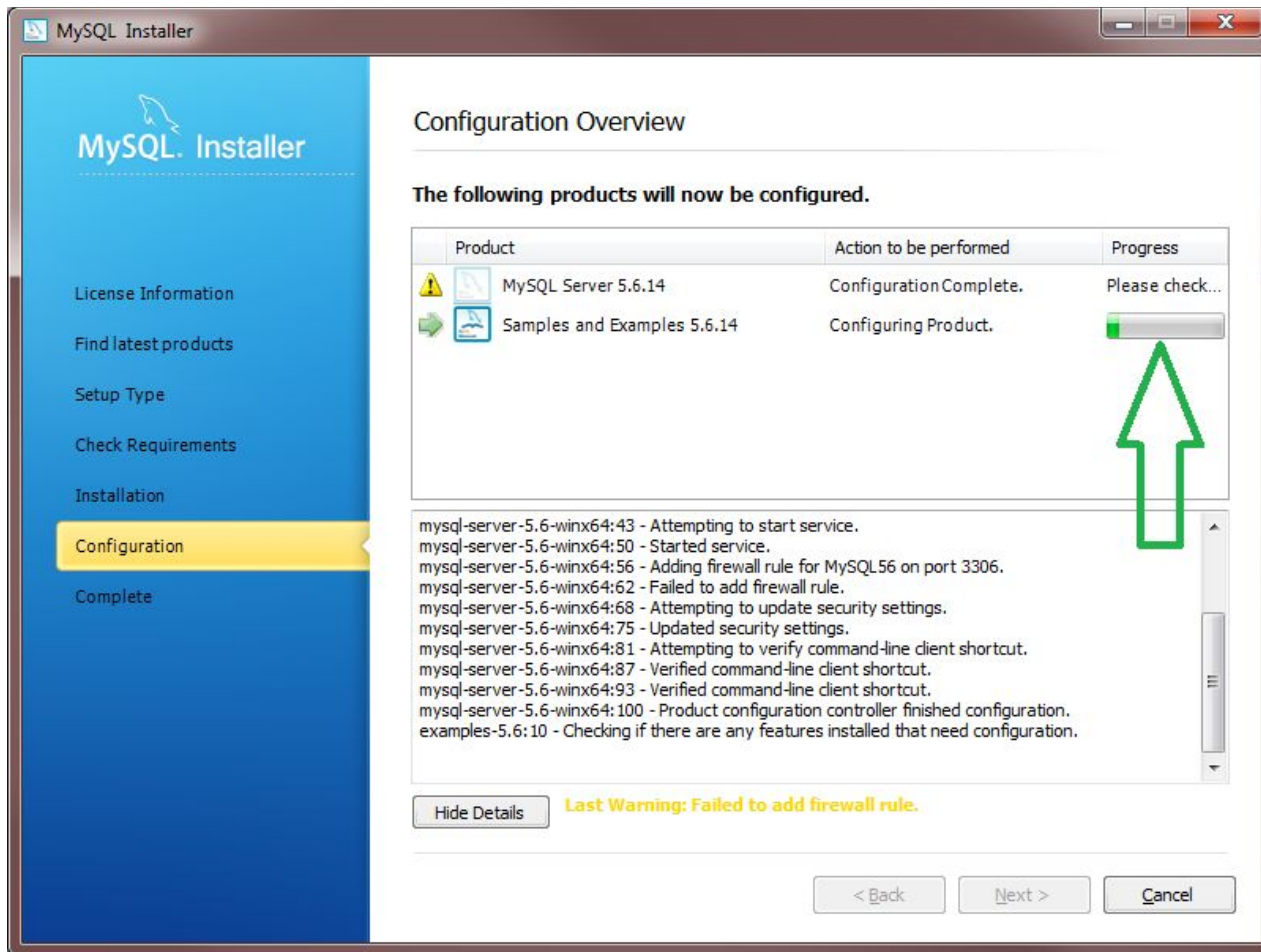 MySQL Installer
MySQL. Installer
License Information
Find latest products
Setup Type
Check Requirements
Installation
Configuration
Complete
Configuration Overview
The following products will now be configured.
Product Action to be performed Progress
MySQL Server 5.6.14 Configuration Complete. Please check...
Samples and Examples 5.6.14 Configuring Product.
mysql-server-5.6-winx64:43 - Attempting to start service.
mysql-server-5.6-winx64:50 - Started service.
mysql-server-5.6-winx64:56 - Adding firewall rule for MySQL56 on port 3306.
mysql-server-5.6-winx64:62 - Failed to add firewall rule.
mysql-server-5.6-winx64:68 - Attempting to update security settings.
mysql-server-5.6-winx64:75 - Updated security settings.
mysql-server-5.6-winx64:81 - Attempting to verify command-line client shortcut.
mysql-server-5.6-winx64:87 - Verified command-line client shortcut.
mysql-server-5.6-winx64:93 - Verified command-line client shortcut.
mysql-server-5.6-winx64:100 - Product configuration controller finished configuration.
examples-5.6:10 - Checking if there are any features installed that need configuration.
Hide Details Last Warning: Failed to add firewall rule.
< Back Next > Cancel